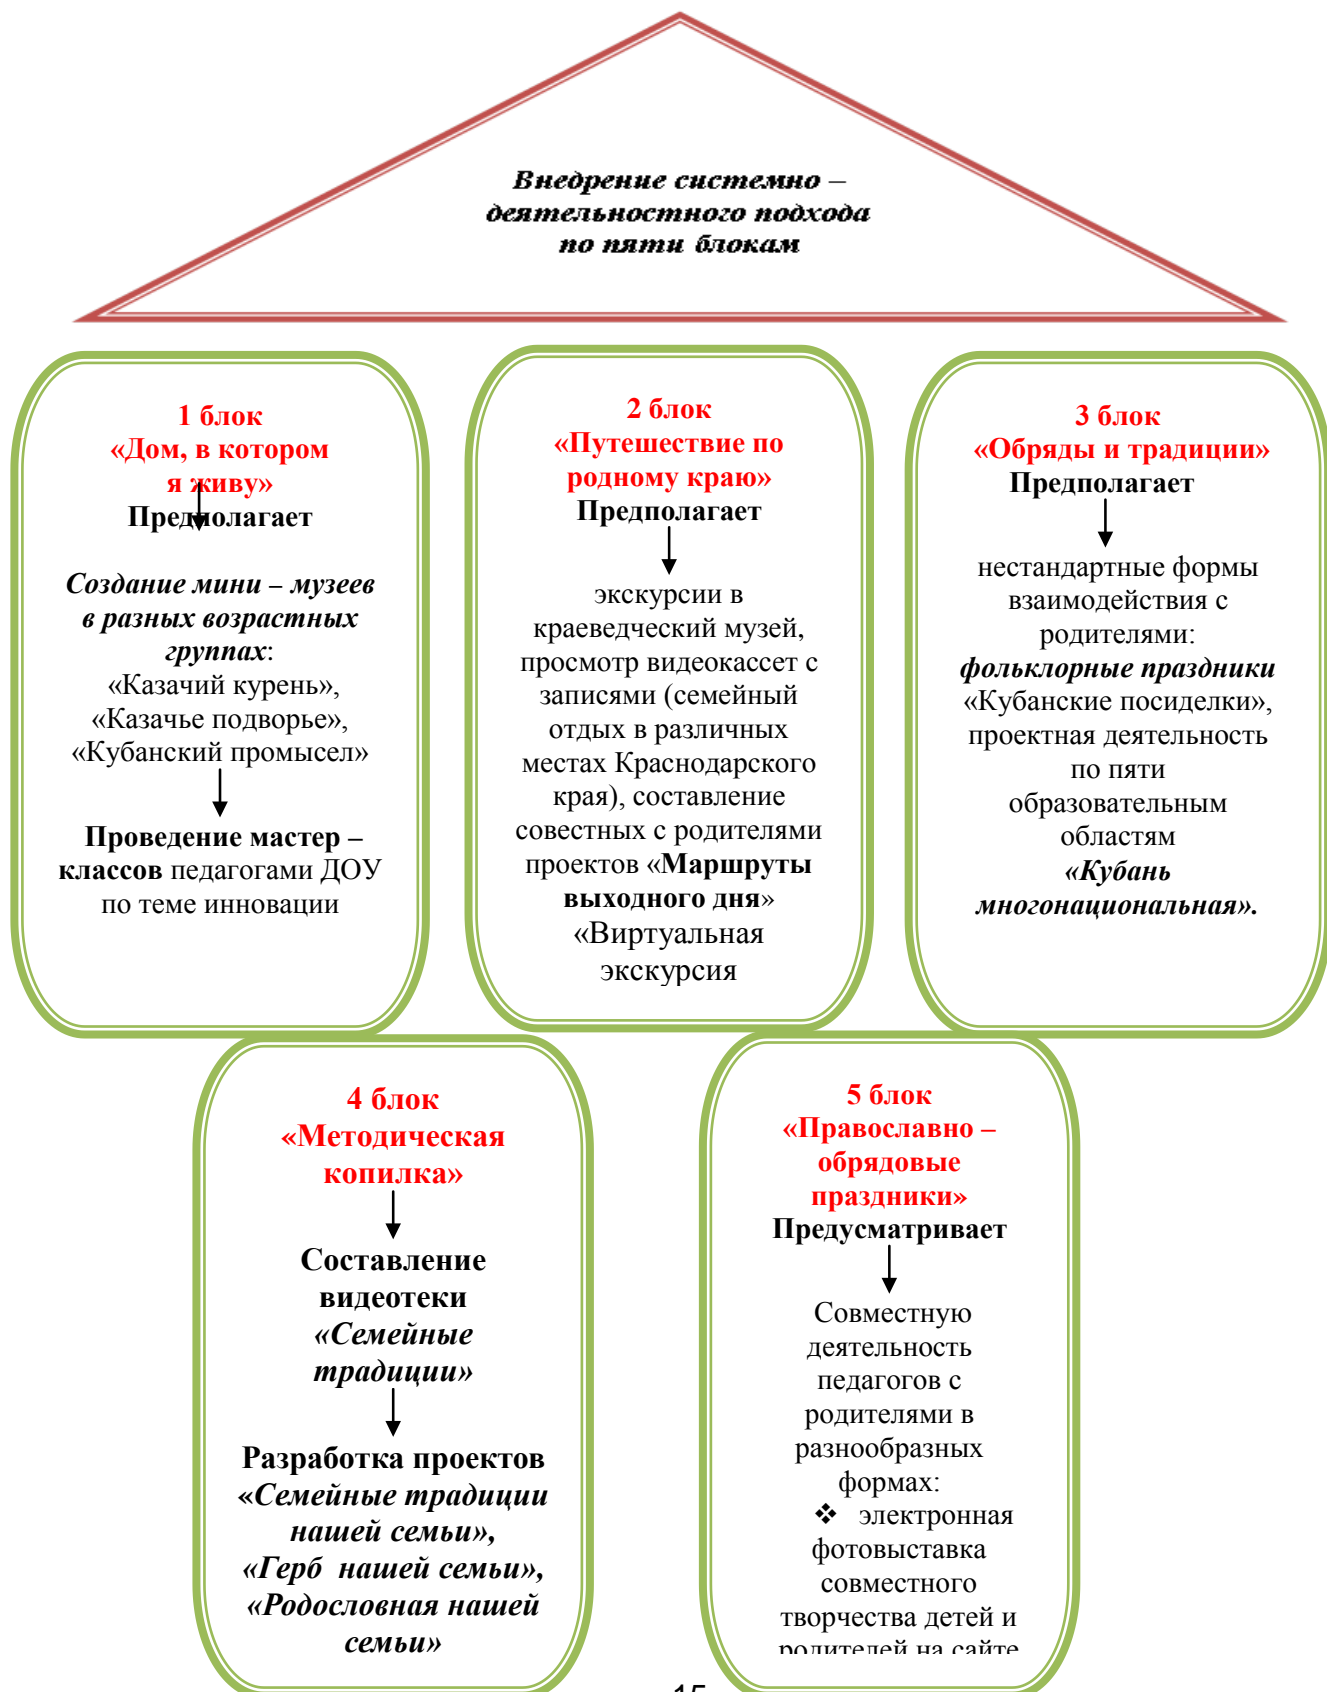 Внедрение системно –
деятельностного подхода
по пяти блокам
1 блок
«Дом, в котором
я живу»
Предполагает
Создание мини – музеев
в разных возрастных
группах:
«Казачий курень»,
«Казачье подворье»,
«Кубанский промысел»
Проведение мастер –
классов педагогами ДОУ
по теме инновации
2 блок
«Путешествие по
родному краю»
Предполагает
экскурсии в
краеведческий музей,
просмотр видеокассет с
записями (семейный
отдых в различных
местах Краснодарского
края), составление
совестных с родителями
проектов «Маршруты
выходного дня»
«Виртуальная
экскурсия
3 блок
«Обряды и традиции»
Предполагает
нестандартные формы
взаимодействия с
родителями:
фольклорные праздники
«Кубанские посиделки»,
проектная деятельность
по пяти
образовательным
областям
«Кубань
многонациональная».
4 блок
«Методическая
копилка»
Составление
видеотеки
«Семейные
традиции»
Разработка проектов
«Семейные традиции
нашей семьи»,
«Герб нашей семьи»,
«Родословная нашей
семьи»
5 блок
«Православно –
обрядовые
праздники»
Предусматривает
Совместную
деятельность
педагогов с
родителями в
разнообразных
формах:
❖ электронная
фотовыставка
совместного
творчества детей и
родителей на сайте
15